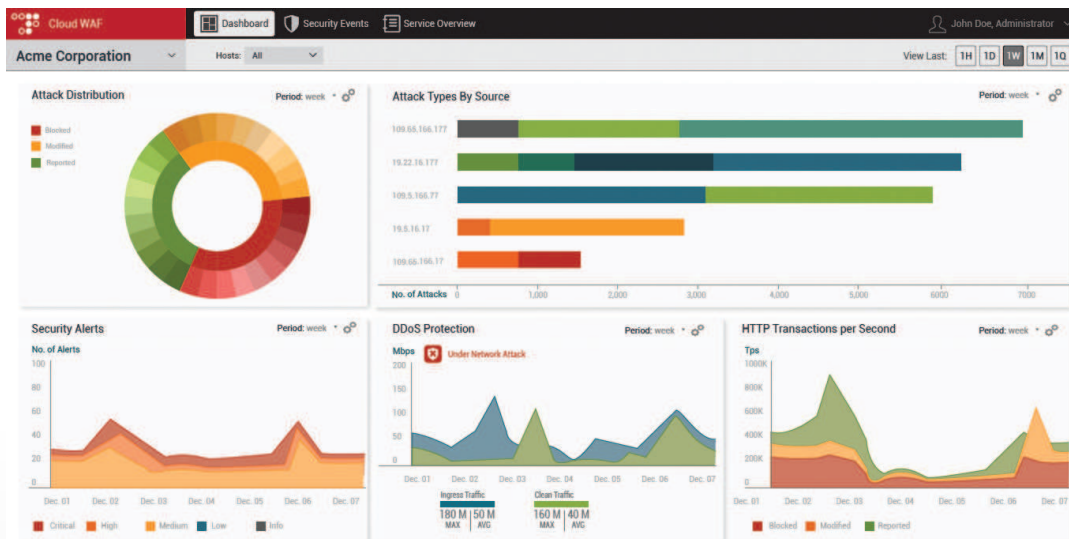 Cloud WAF
Dashboard
Security Events
Service Overview
John Doe, Administrator
Acme Corporation
Hosts: All
View Last: 1H 1D 1W 1M 1Q
Attack Distribution
Period: week
Blocked
Modified
Reported
Attack Types By Source
Period: week
109.55.166.177
19.22.16.177
109.5.166.77
19.5.16.17
109.66.166.17
No. of Attacks 0 1,000 2,000 3,000 4,000 5,000 6000 7000
Security Alerts
Period: week
No. of Alerts
100
80
60
40
20
0
Dec. 01 Dec. 02 Dec. 03 Dec. 04 Dec. 05 Dec. 06 Dec. 07
Critical High Medium Low Info
DDoS Protection
Period: week
Mbps
Under Network Attack
200
150
100
50
0
Dec. 01 Dec. 02 Dec. 03 Dec. 04 Dec. 05 Dec. 06 Dec. 07
Ingress Traffic Clean Traffic
180 M 50 M 160 M 40 M
MAX AVG MAX AVG
HTTP Transactions per Second
Period: week
Tps
1000K
800K
600K
400K
200K
0
Dec. 01 Dec. 02 Dec. 03 Dec. 04 Dec. 05 Dec. 06 Dec. 07
Blocked Modified Reported